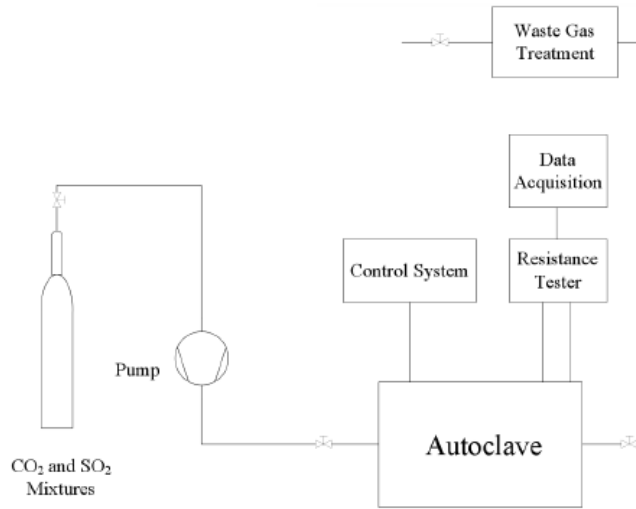 Waste Gas
Treatment
Data
Acquisition
Control System
Resistance
Tester
Pump
Autoclave
CO₂ and SO₂
Mixtures